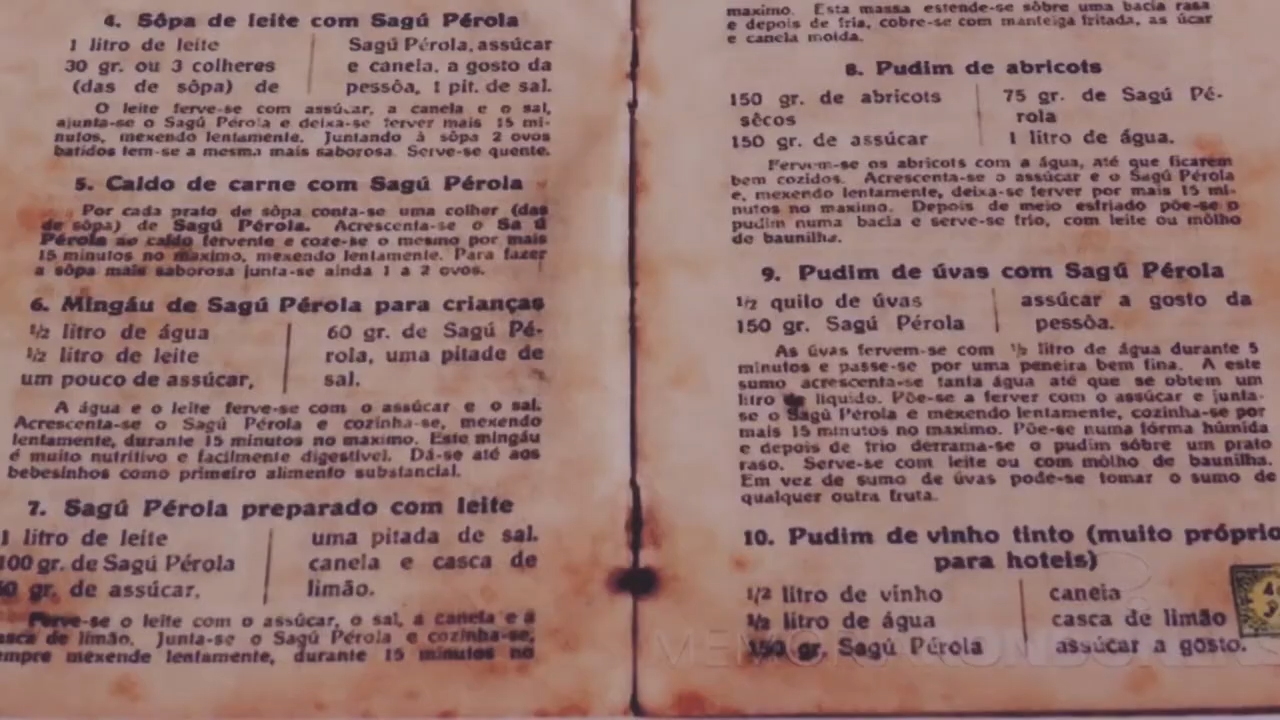 4. Sôpa de leite com Sagú Pérola
1 litro de leite
30 gr. ou 3 colheres
(das de sôpa) de
Sagú Pérola, assúcar
e canela, a gosto da
pessôa, 1 pit. de sal.
O leite ferve-se com assúcar, a canela e o sal,
ajunta-se o Sagú Pérola e deixa-se ferver mais 15 mi-
nutos, mexendo lentamente. Juntando à sôpa 2 ovos
batidos tem-se a mesma mais saborosa. Serve-se quente.
5. Caldo de carne com Sagú Pérola
Por cada prato de sôpa conta-se uma colher (das
de sôpa) de Sagú Pérola. Acrescenta-se o Sa ú
Pérola ao caldo fervente e coze-se o mesmo por mais
15 minutos no maximo, mexendo lentamente. Para fazer
a sôpa mais saborosa junta-se ainda 1 a 2 ovos.
6. Mingáu de Sagú Pérola para crianças
1/2 litro de água
1/2 litro de leite
um pouco de assúcar,
60 gr. de Sagú Pé-
rola, uma pitade de
sal.
A água e o leite ferve-se com o assúcar e o sal.
Acrescenta-se o Sagú Pérola e cozinha-se, mexendo
lentamente, durante 15 minutos no maximo. Este mingáu
é muito nutritivo e facilmente digestivel. Dá-se até aos
bebesinhos como primeiro alimento substancial.
7. Sagú Pérola preparado com leite
1 litro de leite
100 gr. de Sagú Pérola
50 gr. de assúcar,
uma pitada de sal.
canela e casca de
limão.
Ferve-se o leite com o assúcar, o sal, a canela e a
asca de limão. Junta-se o Sagú Pérola e cozinha-se,
empre mexende lentamente, durante 15 minutos no
maximo. Esta massa estende-se sôbre uma bacia rasa
e depois de fria, cobre-se com manteiga fritada, as úcar
e canela moida.
8. Pudim de abricots
150 gr. de abricots
sêcos
150 gr. de assúcar
75 gr. de Sagú Pé-
rola
1 litro de água.
Fervem-se os abricots com a água, até que ficarem
bem cozidos. Acrescenta-se o assúcar e o Sagú Pérola
e, mexendo lentamente, deixa-se ferver por mais 15 mi-
nutos no maximo. Depois de meio esfriado põe-se o
pudim numa bacia e serve-se frio, com leite ou môlho
de baunilha.
9. Pudim de úvas com Sagú Pérola
1/2 quilo de úvas
150 gr. Sagú Pérola
assúcar a gosto da
pessôa.
As úvas fervem-se com 1/2 litro de água durante 5
minutos e passe-se por uma peneira bem fina. A este
sumo acrescenta-se tanta água até que se obtem um
litro de liquido. Põe-se a ferver com o assúcar e junta-
se o Sagú Pérola e mexendo lentamente, cozinha-se por
mais 15 minutos no maximo. Põe-se numa fórma húmida
e depois de frio derrama-se o pudim sôbre um prato
raso. Serve-se com leite ou com môlho de baunilha.
Em vez de sumo de úvas pode-se tomar o sumo de
qualquer outra fruta.
10. Pudim de vinho tinto (muito próprio
para hoteis)
1/2 litro de vínho
1/2 litro de água
150 gr. Sagú Pérola
canela
casca de limão
assúcar a gosto.